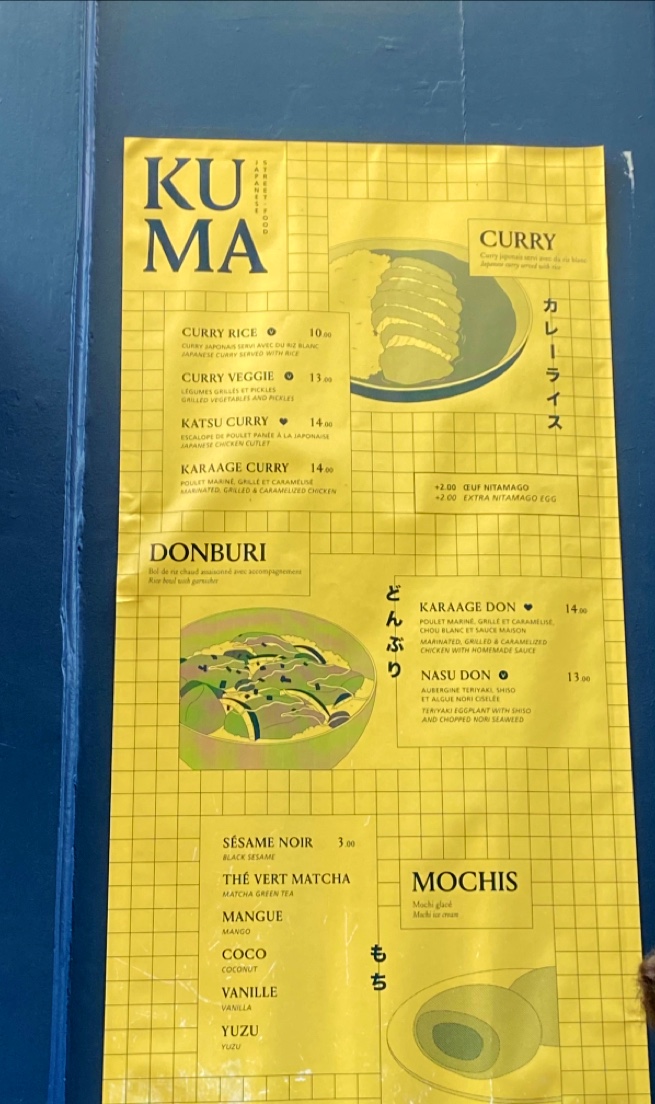 KU
MA
JAPANESE
STREET-FOOD
CURRY
Curry japonais servi avec du riz blanc
Japanese curry served with rice
カレーライス
CURRY RICE 10.00
CURRY JAPONAIS SERVI AVEC DU RIZ BLANC
JAPANESE CURRY SERVED WITH RICE
CURRY VEGGIE 13.00
LÉGUMES GRILLÉS ET PICKLES
GRILLED VEGETABLES AND PICKLES
KATSU CURRY ♥ 14.00
ESCALOPE DE POULET PANÉE À LA JAPONAISE
JAPANESE CHICKEN CUTLET
KARAAGE CURRY 14.00
POULET MARINÉ, GRILLÉ ET CARAMÉLISÉ
MARINATED, GRILLED & CARAMELIZED CHICKEN
+2.00 ŒUF NITAMAGO
+2.00 EXTRA NITAMAGO EGG
DONBURI
Bol de riz chaud assaisonné avec accompagnement
Rice bowl with garnishes
どんぶり
KARAAGE DON ♥ 14.00
POULET MARINÉ, GRILLÉ ET CARAMÉLISÉ,
CHOU BLANC ET SAUCE MAISON
MARINATED, GRILLED & CARAMELIZED
CHICKEN WITH HOMEMADE SAUCE
NASU DON 13.00
AUBERGINE TERIYAKI, SHISO
ET ALGUE NORI CISELÉE
TERIYAKI EGGPLANT WITH SHISO
AND CHOPPED NORI SEAWEED
SÉSAME NOIR 3.00
BLACK SESAME
THÉ VERT MATCHA
MATCHA GREEN TEA
MANGUE
MANGO
COCO
COCONUT
VANILLE
VANILLA
YUZU
YUZU
MOCHIS
Mochi glacé
Mochi ice cream
もち